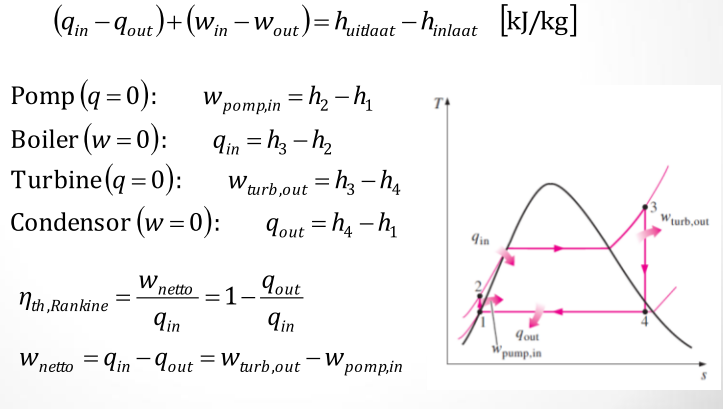 (q_in − q_out) + (w_in − w_out) = h_uitlaat − h_inlaat [kJ/kg]
Pomp (q = 0): w_pomp,in = h_2 − h_1
Boiler (w = 0): q_in = h_3 − h_2
Turbine (q = 0): w_turb,out = h_3 − h_4
Condensor (w = 0): q_out = h_4 − h_1
η_th,Rankine = w_netto / q_in = 1 − q_out / q_in
w_netto = q_in − q_out = w_turb,out − w_pomp,in
T
3
w_turb,out
q_in
2
1
4
q_out
w_pump,in
s